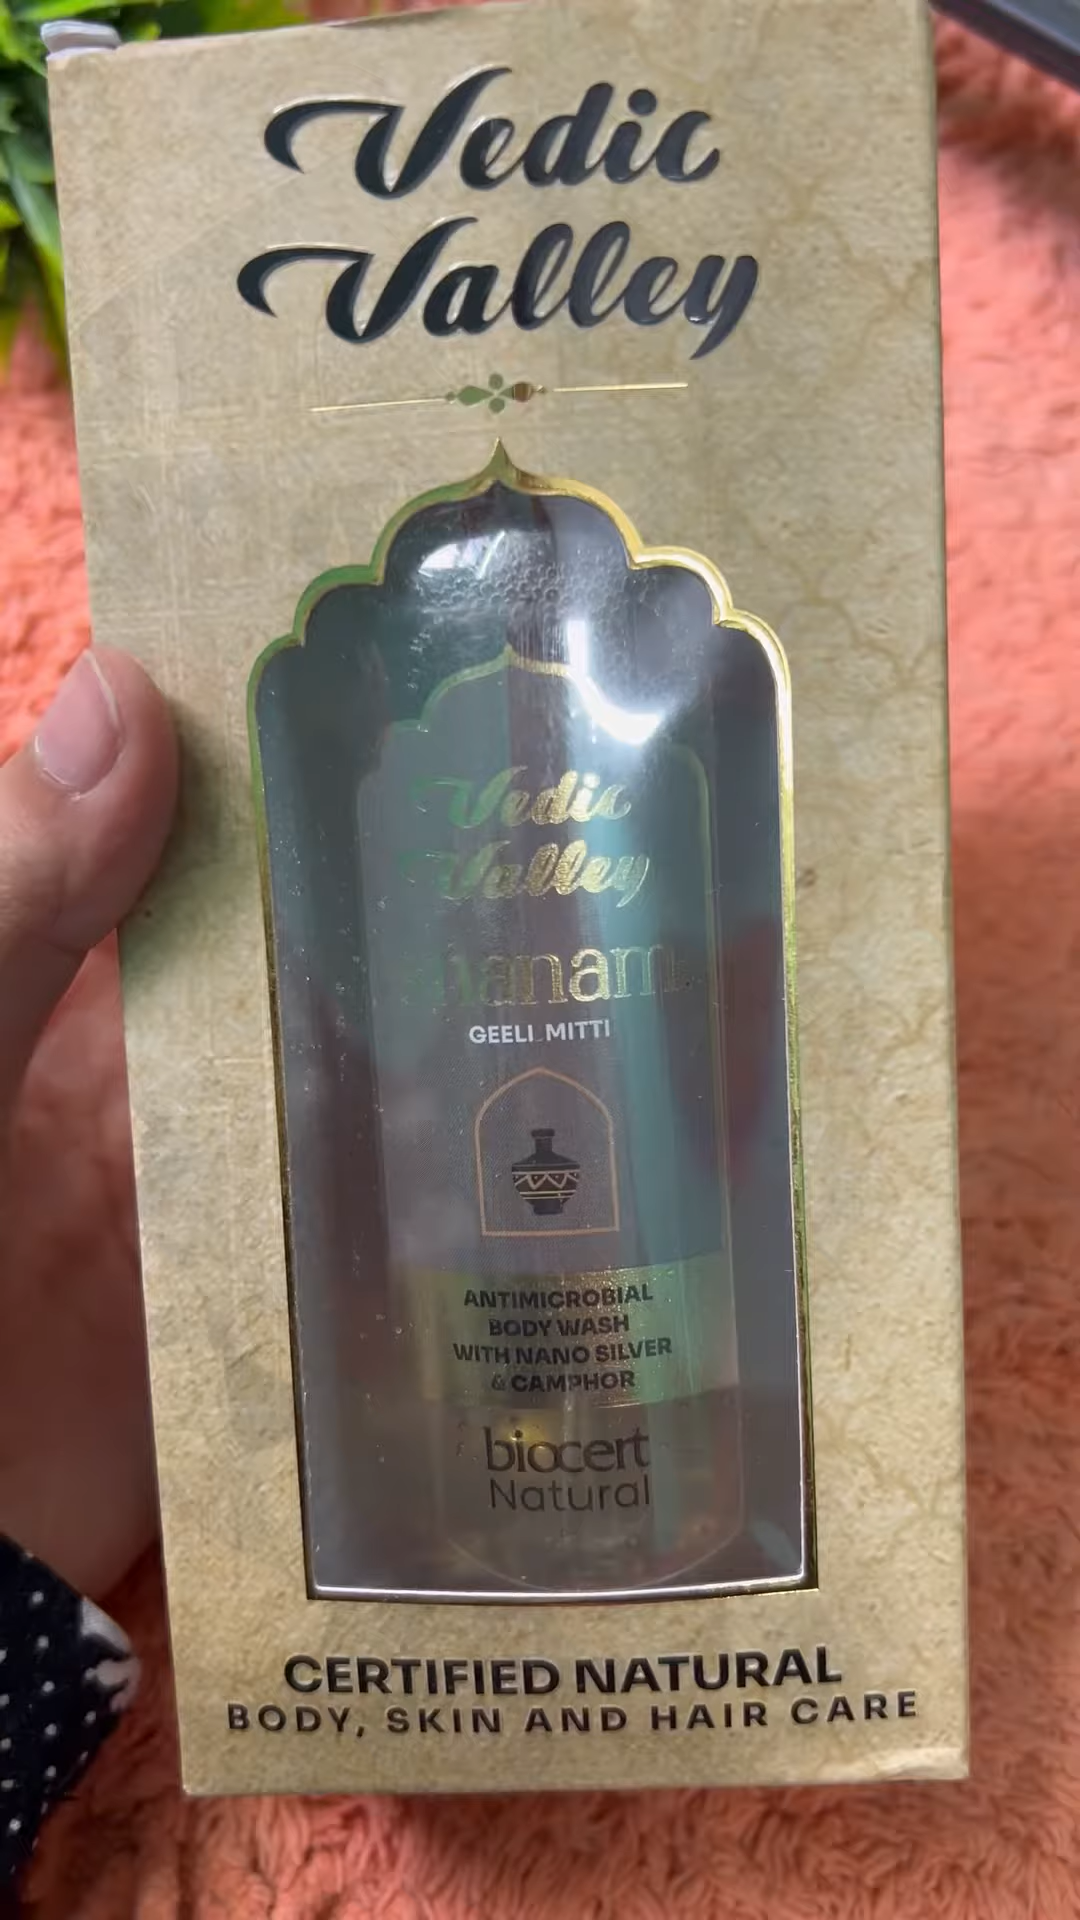 Vedic
Valley
Vedic
Valley
GEELI MITTI
ANTIMICROBIAL
BODY WASH
WITH NANO SILVER
& CAMPHOR
biocert
Natural
CERTIFIED NATURAL
BODY, SKIN AND HAIR CARE